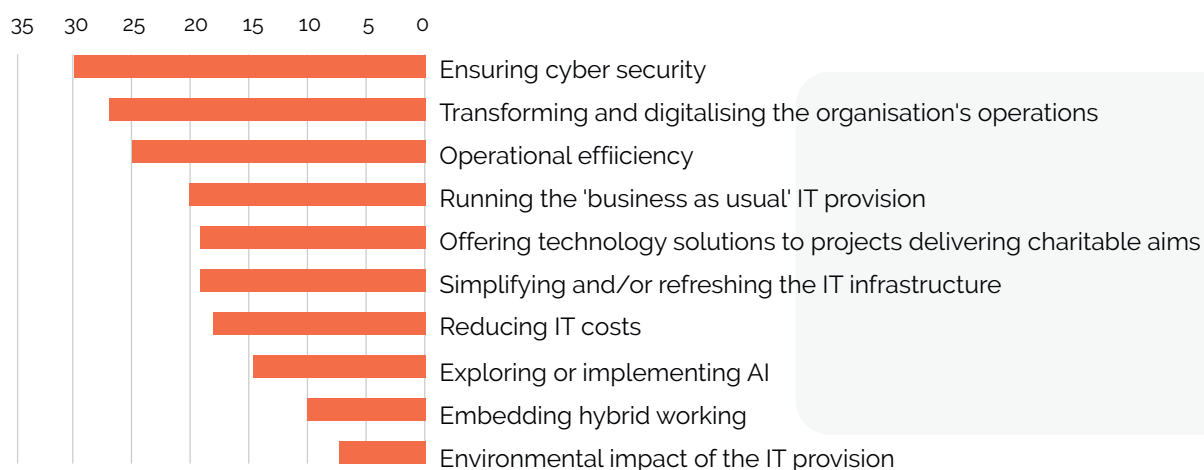 35 30 25 20 15 10 5 0
Ensuring cyber security
Transforming and digitalising the organisation's operations
Operational effiiciency
Running the 'business as usual' IT provision
Offering technology solutions to projects delivering charitable aims
Simplifying and/or refreshing the IT infrastructure
Reducing IT costs
Exploring or implementing AI
Embedding hybrid working
Environmental impact of the IT provision